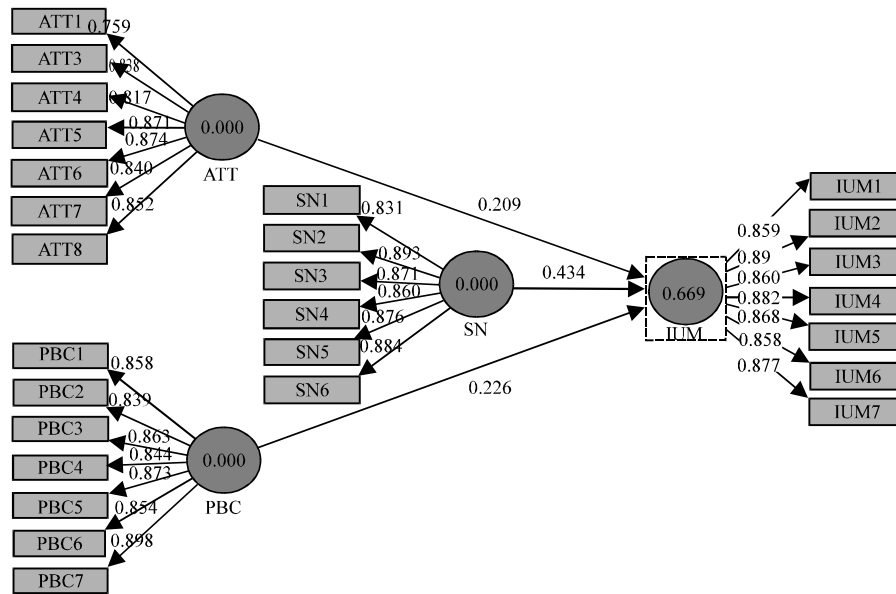 ATT1
0.759
ATT3
0.838
ATT4
0.817
ATT5
0.871
0.874
ATT6
0.840
ATT7
0.852
ATT8
0.000
ATT
0.209
SN1
0.831
SN2
0.893
SN3
0.871
0.860
SN4
0.876
SN5
0.884
SN6
0.000
SN
0.434
0.226
PBC1
0.858
PBC2
0.839
PBC3
0.863
0.844
PBC4
0.873
PBC5
0.854
PBC6
0.898
PBC7
0.000
PBC
0.669
IUM
IUM1
0.859
IUM2
0.89
IUM3
0.860
0.882
IUM4
0.868
IUM5
0.858
IUM6
0.877
IUM7